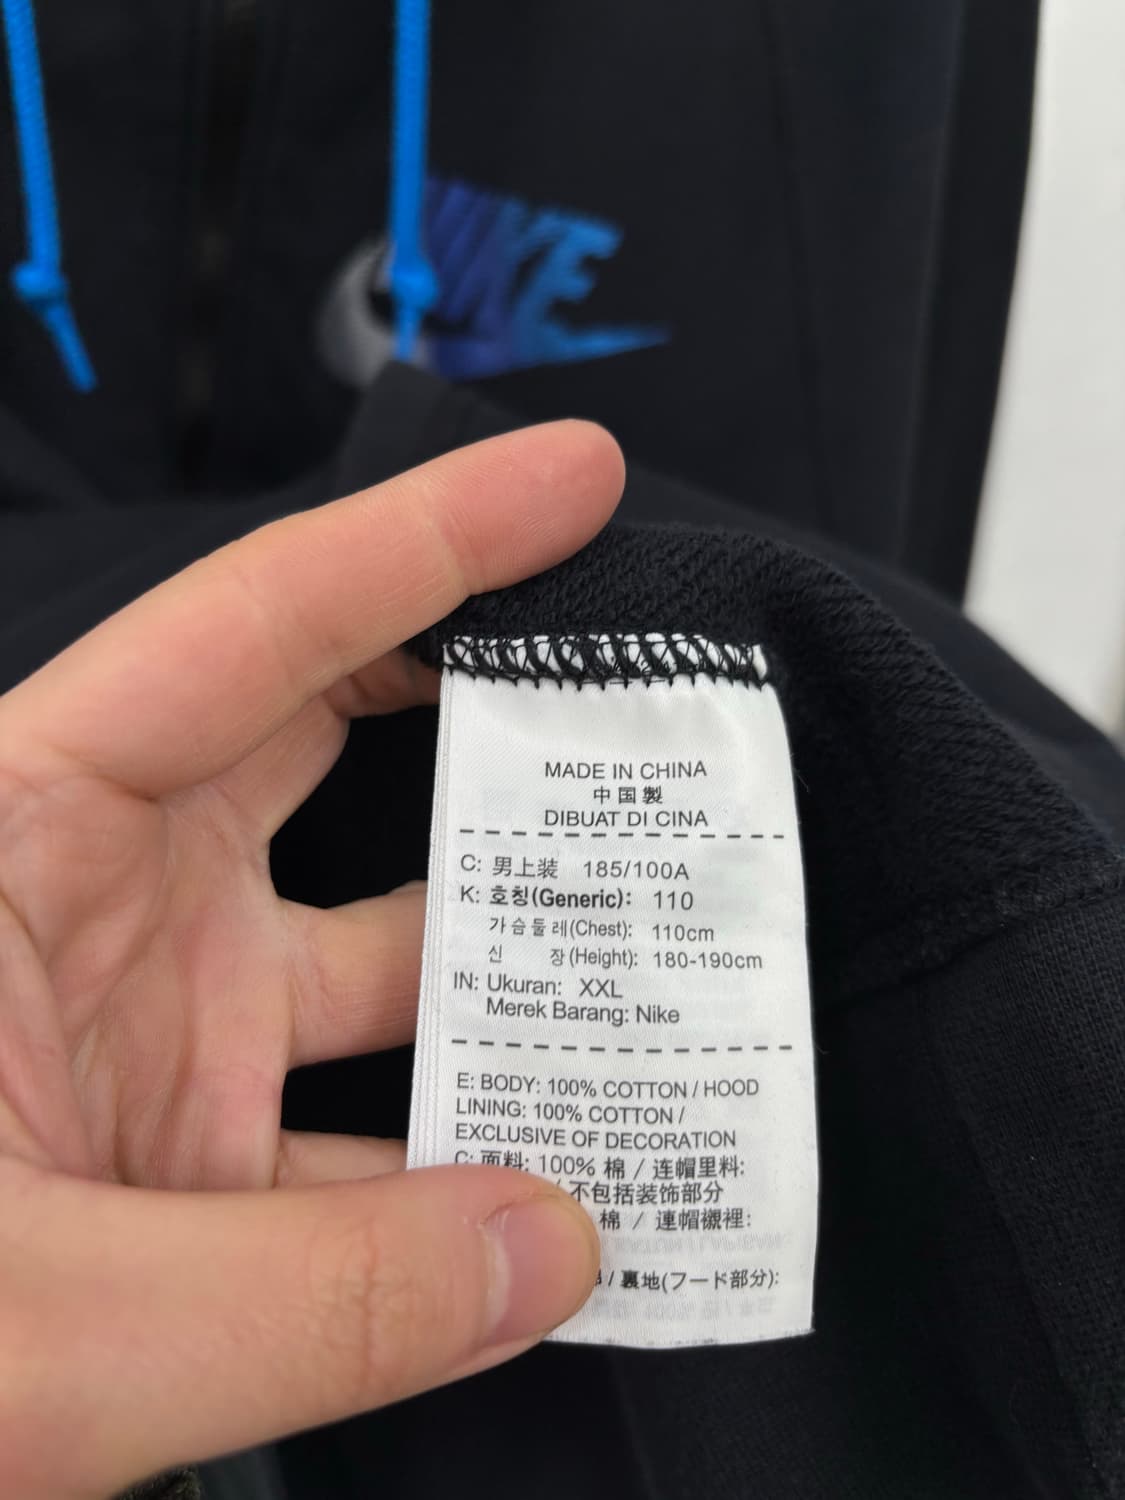 NIKE
MADE IN CHINA
中国製
DIBUAT DI CINA
C: 男上装 185/100A
K: 호칭(Generic): 110
가슴둘레(Chest): 110cm
신 장(Height): 180-190cm
IN: Ukuran: XXL
Merek Barang: Nike
E: BODY: 100% COTTON / HOOD
LINING: 100% COTTON /
EXCLUSIVE OF DECORATION
C: 面料: 100% 棉 / 连帽里料:
/ 不包括装饰部分
棉 / 連帽襯裡:
/ 裏地(フード部分):